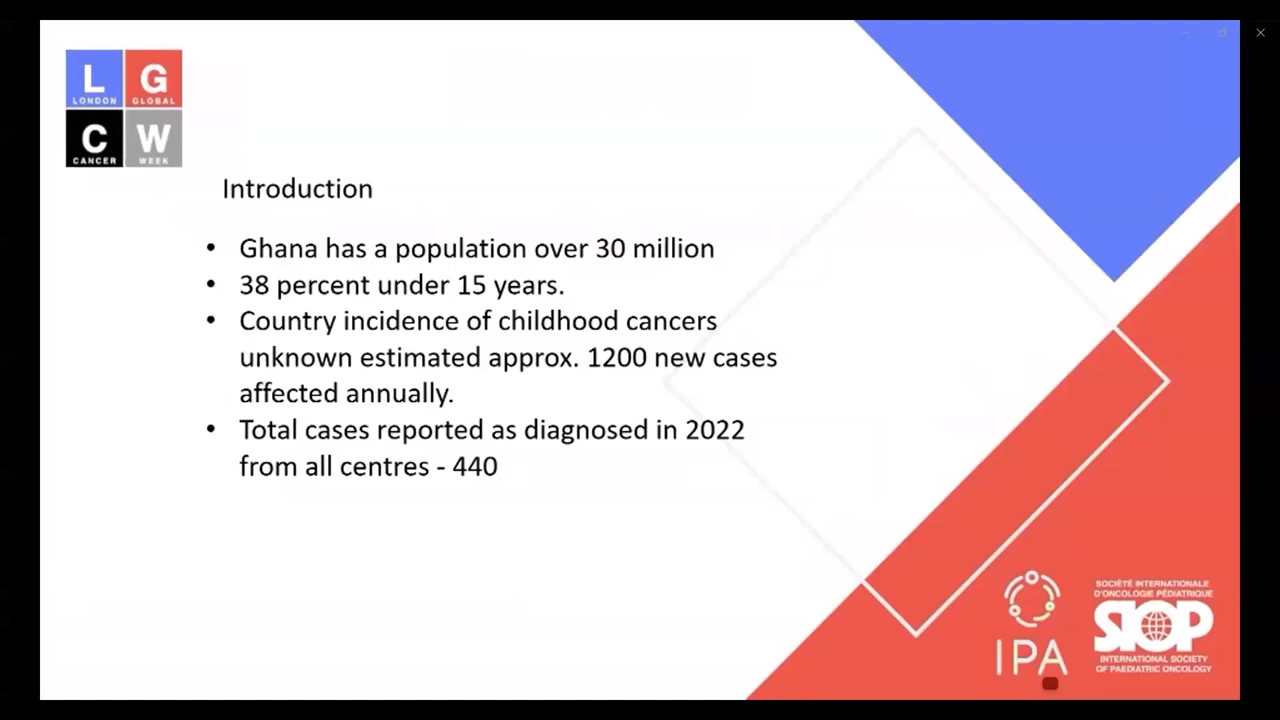 L G
LONDON GLOBAL
C W
CANCER WEEK
Introduction
• Ghana has a population over 30 million
• 38 percent under 15 years.
• Country incidence of childhood cancers
unknown estimated approx. 1200 new cases
affected annually.
• Total cases reported as diagnosed in 2022
from all centres - 440
IPA
SOCIÉTÉ INTERNATIONALE
D'ONCOLOGIE PÉDIATRIQUE
SIOP
INTERNATIONAL SOCIETY
OF PAEDIATRIC ONCOLOGY